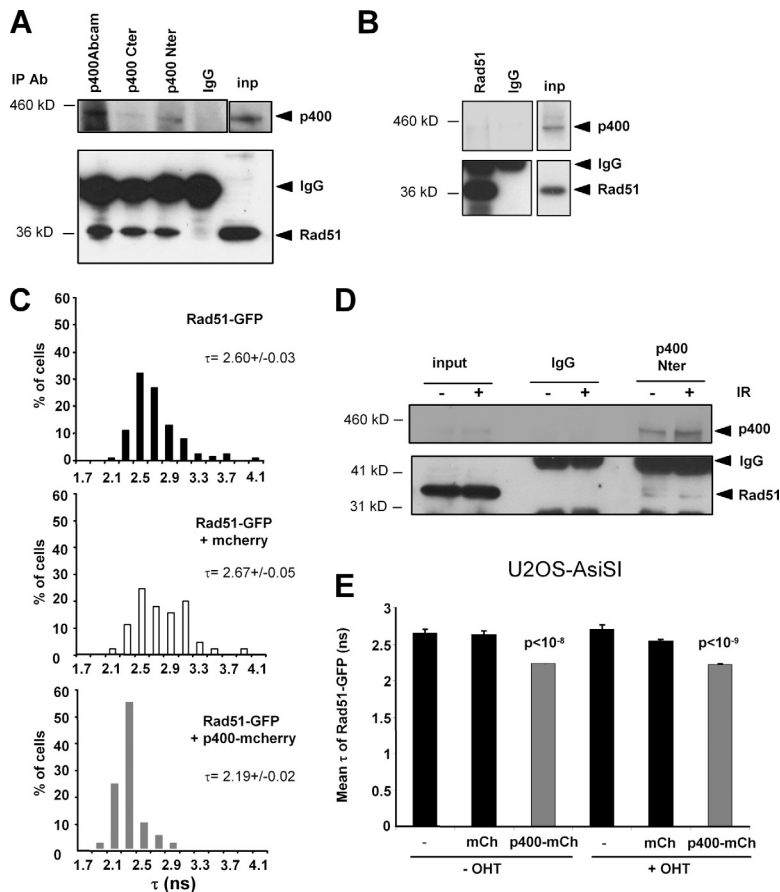 A
IP Ab
p400Abcam
p400 Cter
p400 Nter
IgG
inp
460 kD
p400
IgG
36 kD
Rad51
B
Rad51
IgG
inp
460 kD
p400
IgG
36 kD
Rad51
C
% of cells
60
50
40
30
20
10
0
Rad51-GFP
τ= 2.60+/-0.03
1.7 2.1 2.5 2.9 3.3 3.7 4.1
% of cells
60
50
40
30
20
10
0
Rad51-GFP
+ mcherry
τ= 2.67+/-0.05
1.7 2.1 2.5 2.9 3.3 3.7 4.1
% of cells
60
50
40
30
20
10
0
Rad51-GFP
+ p400-mcherry
τ= 2.19+/-0.02
1.7 2.1 2.5 2.9 3.3 3.7 4.1
τ (ns)
D
input
IgG
p400
Nter
- + - + - + IR
460 kD
p400
IgG
41 kD
Rad51
31 kD
E
U2OS-AsiSI
Mean τ of Rad51-GFP (ns)
3
2.5
2
1.5
1
0.5
0
p<10⁻⁸
p<10⁻⁹
- mCh p400-mCh - mCh p400-mCh
- OHT + OHT